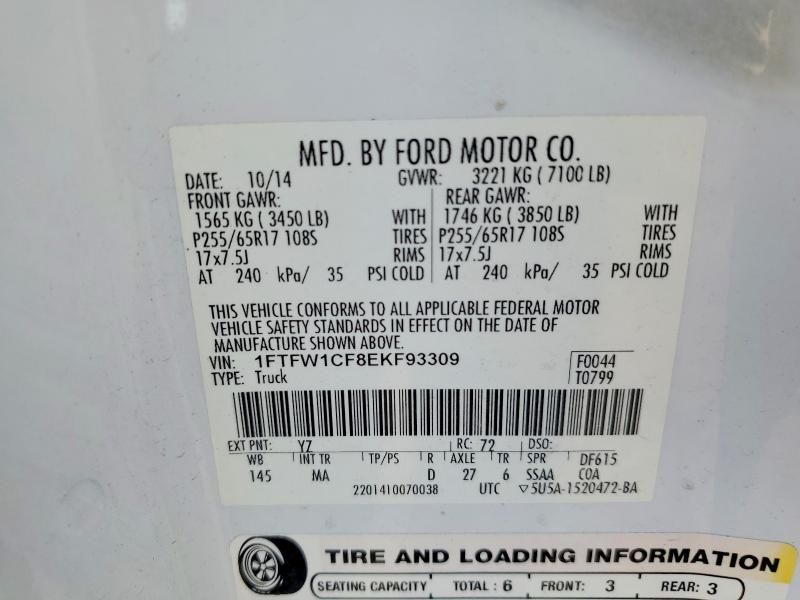 MFD. BY FORD MOTOR CO.
DATE: 10/14 GVWR: 3221 KG ( 7100 LB)
FRONT GAWR: REAR GAWR:
1565 KG ( 3450 LB) WITH 1746 KG ( 3850 LB) WITH
P255/65R17 108S TIRES P255/65R17 108S TIRES
17x7.5J RIMS 17x7.5J RIMS
AT 240 kPa/ 35 PSI COLD AT 240 kPa/ 35 PSI COLD
THIS VEHICLE CONFORMS TO ALL APPLICABLE FEDERAL MOTOR
VEHICLE SAFETY STANDARDS IN EFFECT ON THE DATE OF
MANUFACTURE SHOWN ABOVE.
VIN: 1FTFW1CF8EKF93309 F0044
TYPE: Truck T0799
EXT PNT: YZ RC: 72 DSO:
WB INT TR TP/PS R AXLE TR SPR DF615
145 MA D 27 6 SSAA COA
2201410070038 UTC ▽5U5A-1520472-BA
TIRE AND LOADING INFORMATION
SEATING CAPACITY TOTAL : 6 FRONT: 3 REAR: 3